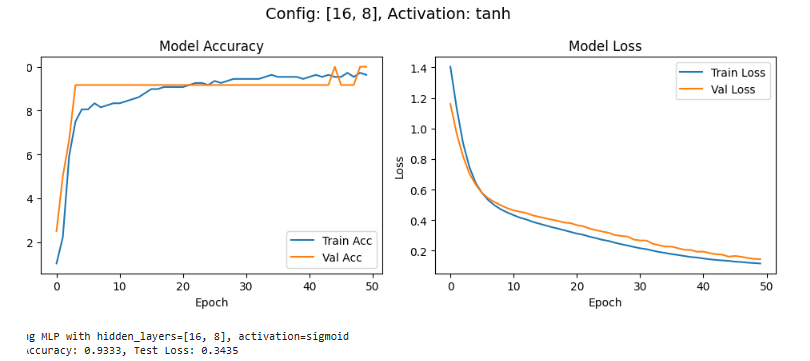 Config: [16, 8], Activation: tanh
Model Accuracy
Model Loss
0
8
6
4
2
0 10 20 30 40 50
Epoch
Train Acc
Val Acc
Loss
1.4
1.2
1.0
0.8
0.6
0.4
0.2
0 10 20 30 40 50
Epoch
Train Loss
Val Loss
g MLP with hidden_layers=[16, 8], activation=sigmoid
ccuracy: 0.9333, Test Loss: 0.3435